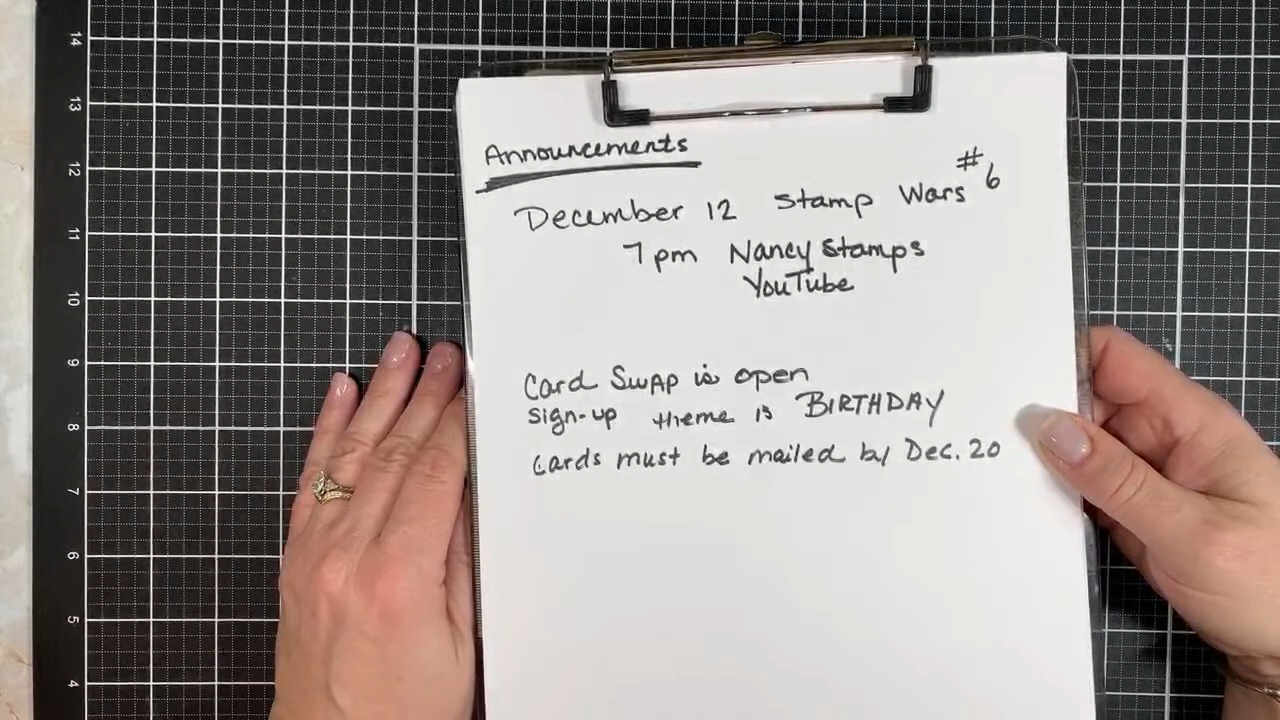 14
13
12
11
10
9
8
7
6
5
4
Announcements
December 12 Stamp Wars #6
7pm Nancy Stamps
YouTube
Card Swap is open
sign-up theme is BIRTHDAY
Cards must be mailed by Dec. 20